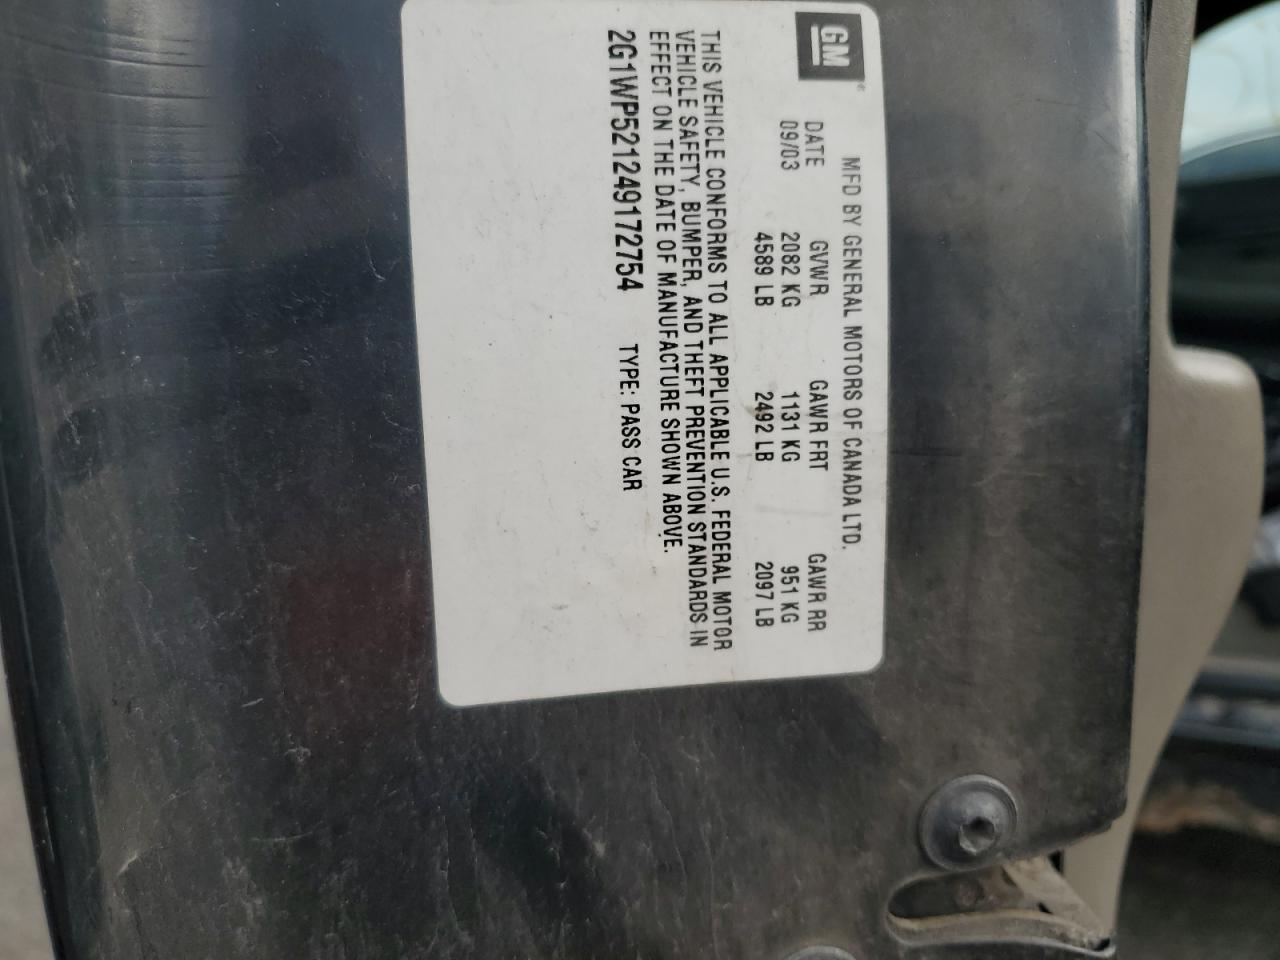 GM
MFD BY GENERAL MOTORS OF CANADA LTD.
DATE GVWR GAWR FRT GAWR RR
09/03 2082 KG 1131 KG 951 KG
4589 LB 2492 LB 2097 LB
THIS VEHICLE CONFORMS TO ALL APPLICABLE U.S. FEDERAL MOTOR
VEHICLE SAFETY, BUMPER, AND THEFT PREVENTION STANDARDS IN
EFFECT ON THE DATE OF MANUFACTURE SHOWN ABOVE.
2G1WP521249172754 TYPE: PASS CAR